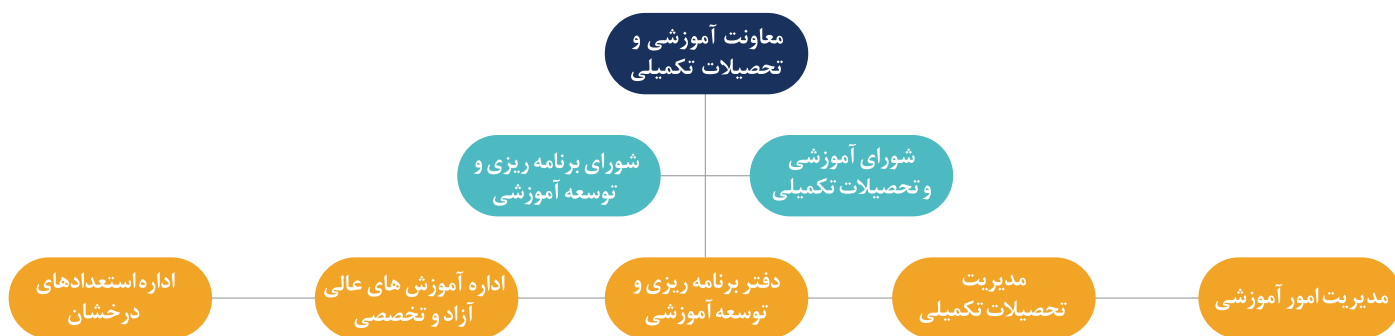 معاونت آموزشی و
تحصیلات تکمیلی
شورای آموزشی
و تحصیلات تکمیلی
شورای برنامه ریزی و
توسعه آموزشی
مدیریت امور آموزشی
مدیریت
تحصیلات تکمیلی
دفتر برنامه ریزی و
توسعه آموزشی
اداره آموزش های عالی
آزاد و تخصصی
اداره استعدادهای
درخشان